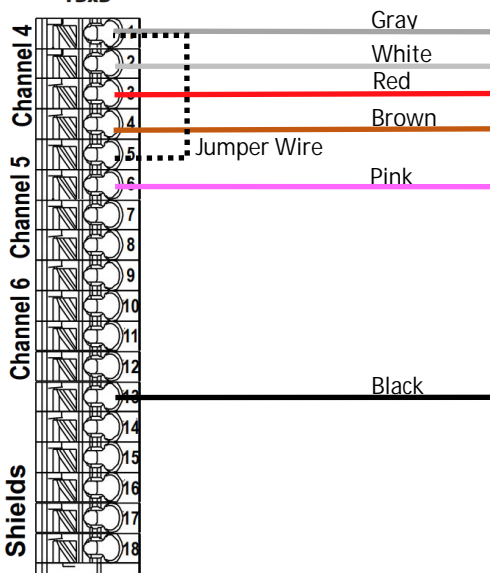 Channel 4
Channel 5
Channel 6
Shields
1
2
3
4
5
6
7
8
9
10
11
12
13
14
15
16
17
18
Gray
White
Red
Brown
Jumper Wire
Pink
Black